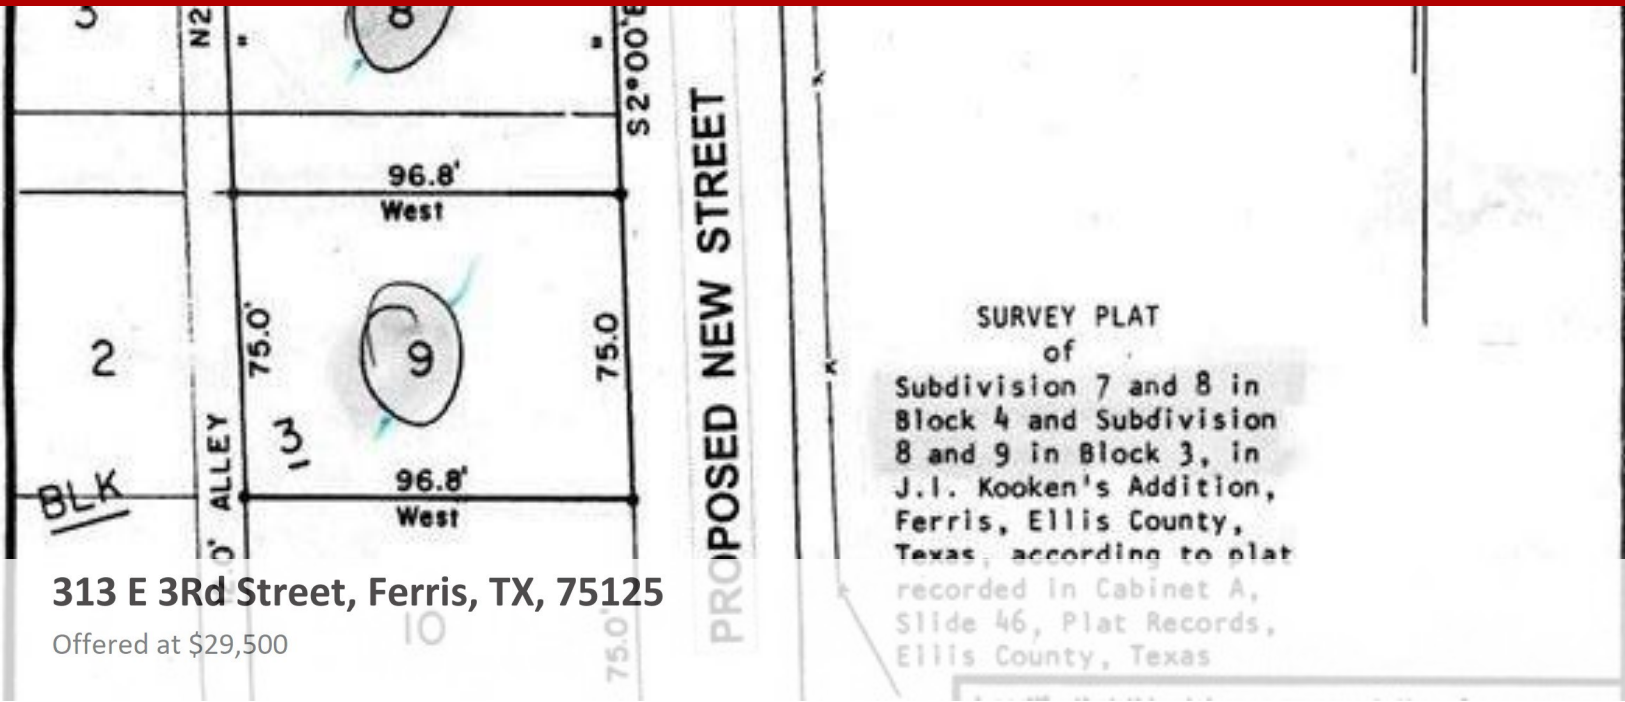 8
N2
"
"
S2°00'E
96.8'
West
2
75.0'
9
75.0
PROPOSED NEW STREET
3
ALLEY
BLK
96.8'
West
SURVEY PLAT
of
Subdivision 7 and 8 in
Block 4 and Subdivision
8 and 9 in Block 3, in
J.I. Kooken's Addition,
Ferris, Ellis County,
Texas, according to plat
recorded in Cabinet A,
Slide 46, Plat Records,
Ellis County, Texas
10
75.0'
313 E 3Rd Street, Ferris, TX, 75125
Offered at $29,500